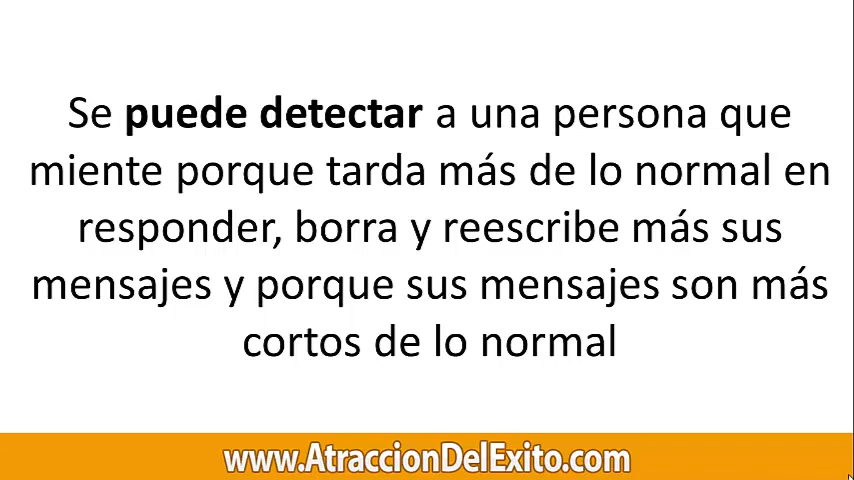 Se puede detectar a una persona que
miente porque tarda más de lo normal en
responder, borra y reescribe más sus
mensajes y porque sus mensajes son más
cortos de lo normal
www.AtraccionDelExito.com